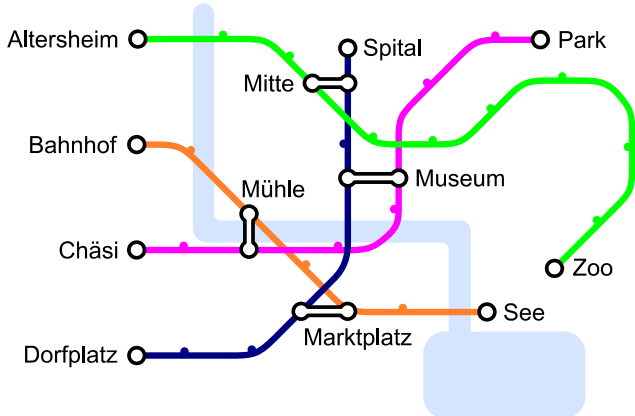 Altersheim
Spital
Park
Mitte
Bahnhof
Mühle
Museum
Chäsi
Zoo
See
Marktplatz
Dorfplatz